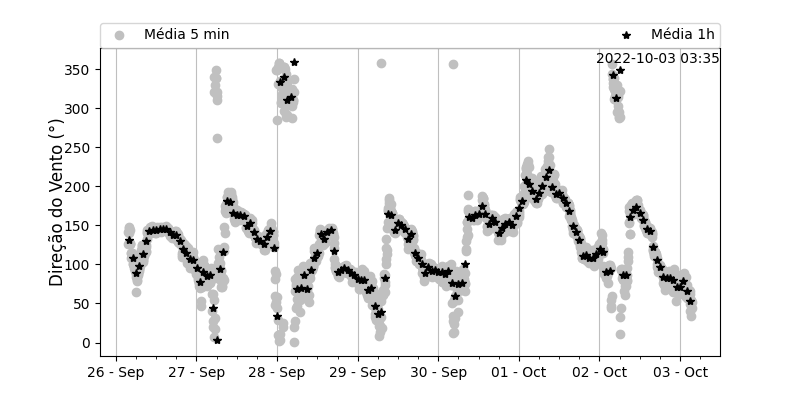 Média 5 min
Média 1h
2022-10-03 03:35
Direção do Vento (°)
350
300
250
200
150
100
50
0
26 - Sep
27 - Sep
28 - Sep
29 - Sep
30 - Sep
01 - Oct
02 - Oct
03 - Oct